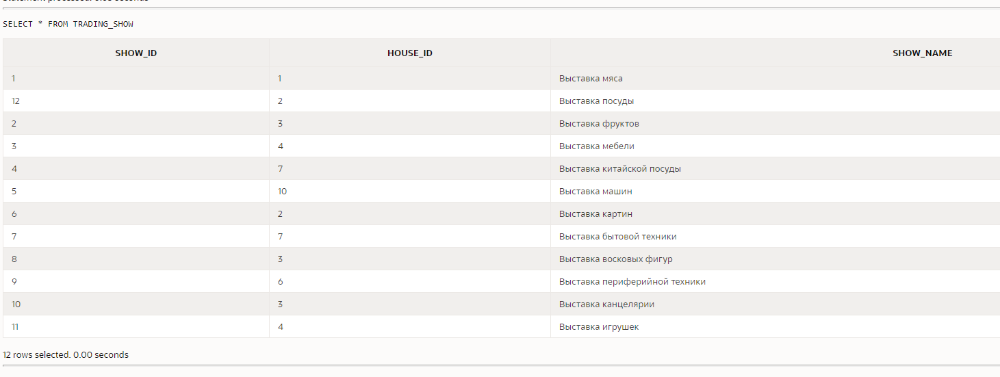 SELECT * FROM TRADING_SHOW
SHOW_ID HOUSE_ID SHOW_NAME
1 1 Выставка мяса
12 2 Выставка посуды
2 3 Выставка фруктов
3 4 Выставка мебели
4 7 Выставка китайской посуды
5 10 Выставка машин
6 2 Выставка картин
7 7 Выставка бытовой техники
8 3 Выставка восковых фигур
9 6 Выставка периферийной техники
10 3 Выставка канцелярии
11 4 Выставка игрушек
12 rows selected. 0.00 seconds